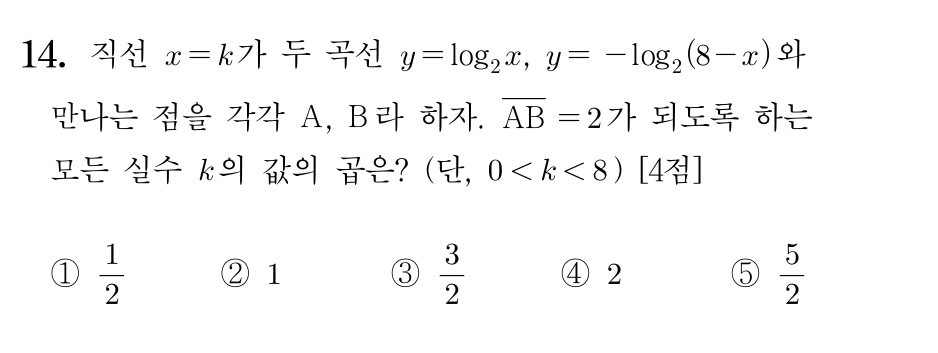 14. 직선 x=k가 두 곡선 y=log₂x, y= −log₂(8−x)와
만나는 점을 각각 A, B라 하자. A̅B̅ =2가 되도록 하는
모든 실수 k의 값의 곱은? (단, 0<k<8) [4점]
① 1/2 ② 1 ③ 3/2 ④ 2 ⑤ 5/2